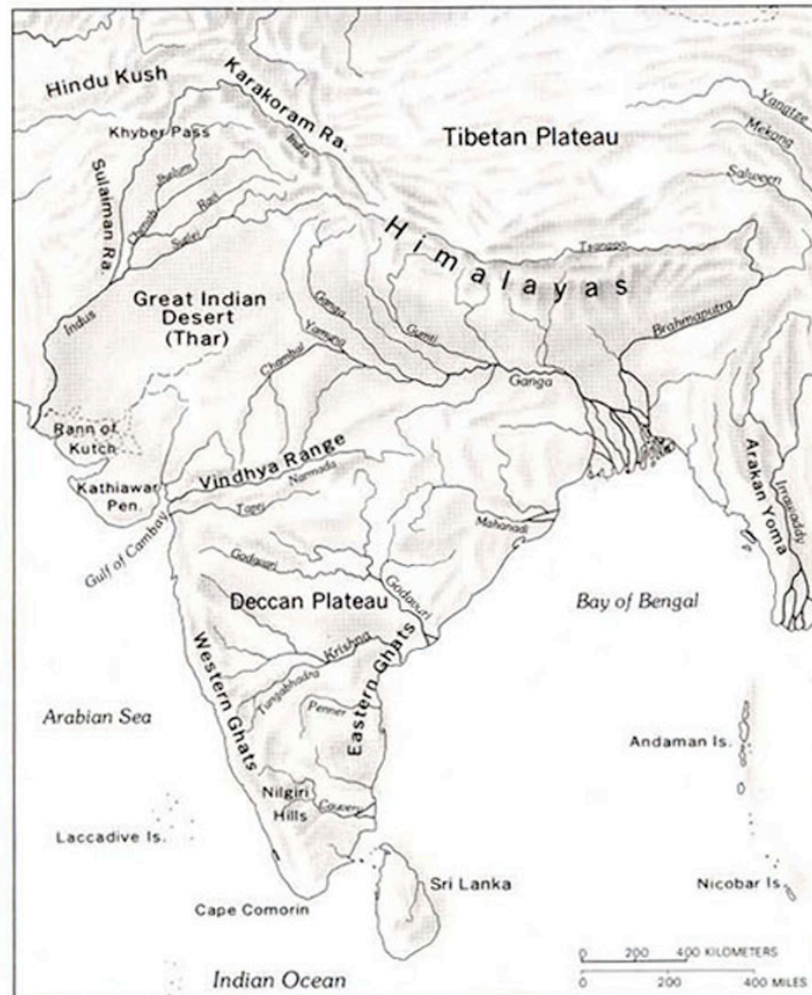 Hindu Kush
Karakoram Ra.
Khyber Pass
Indus
Tibetan Plateau
Yangtze
Mekong
Salween
Sulaiman Ra.
Jhelum
Chenab
Ravi
Sutlej
Himalayas
Tsangpo
Great Indian
Desert
(Thar)
Indus
Ganga
Yamuna
Gumti
Chambal
Ganga
Brahmaputra
Rann of
Kutch
Kathiawar
Pen.
Vindhya Range
Narmada
Tapti
Gulf of Cambay
Mahanadi
Arakan Yoma
Irrawaddy
Godavari
Godavari
Deccan Plateau
Bay of Bengal
Western Ghats
Krishna
Tungabhadra
Eastern Ghats
Penner
Arabian Sea
Andaman Is.
Nilgiri
Hills
Cauvery
Laccadive Is.
Sri Lanka
Nicobar Is.
Cape Comorin
Indian Ocean
0 200 400 KILOMETERS
0 200 400 MILES